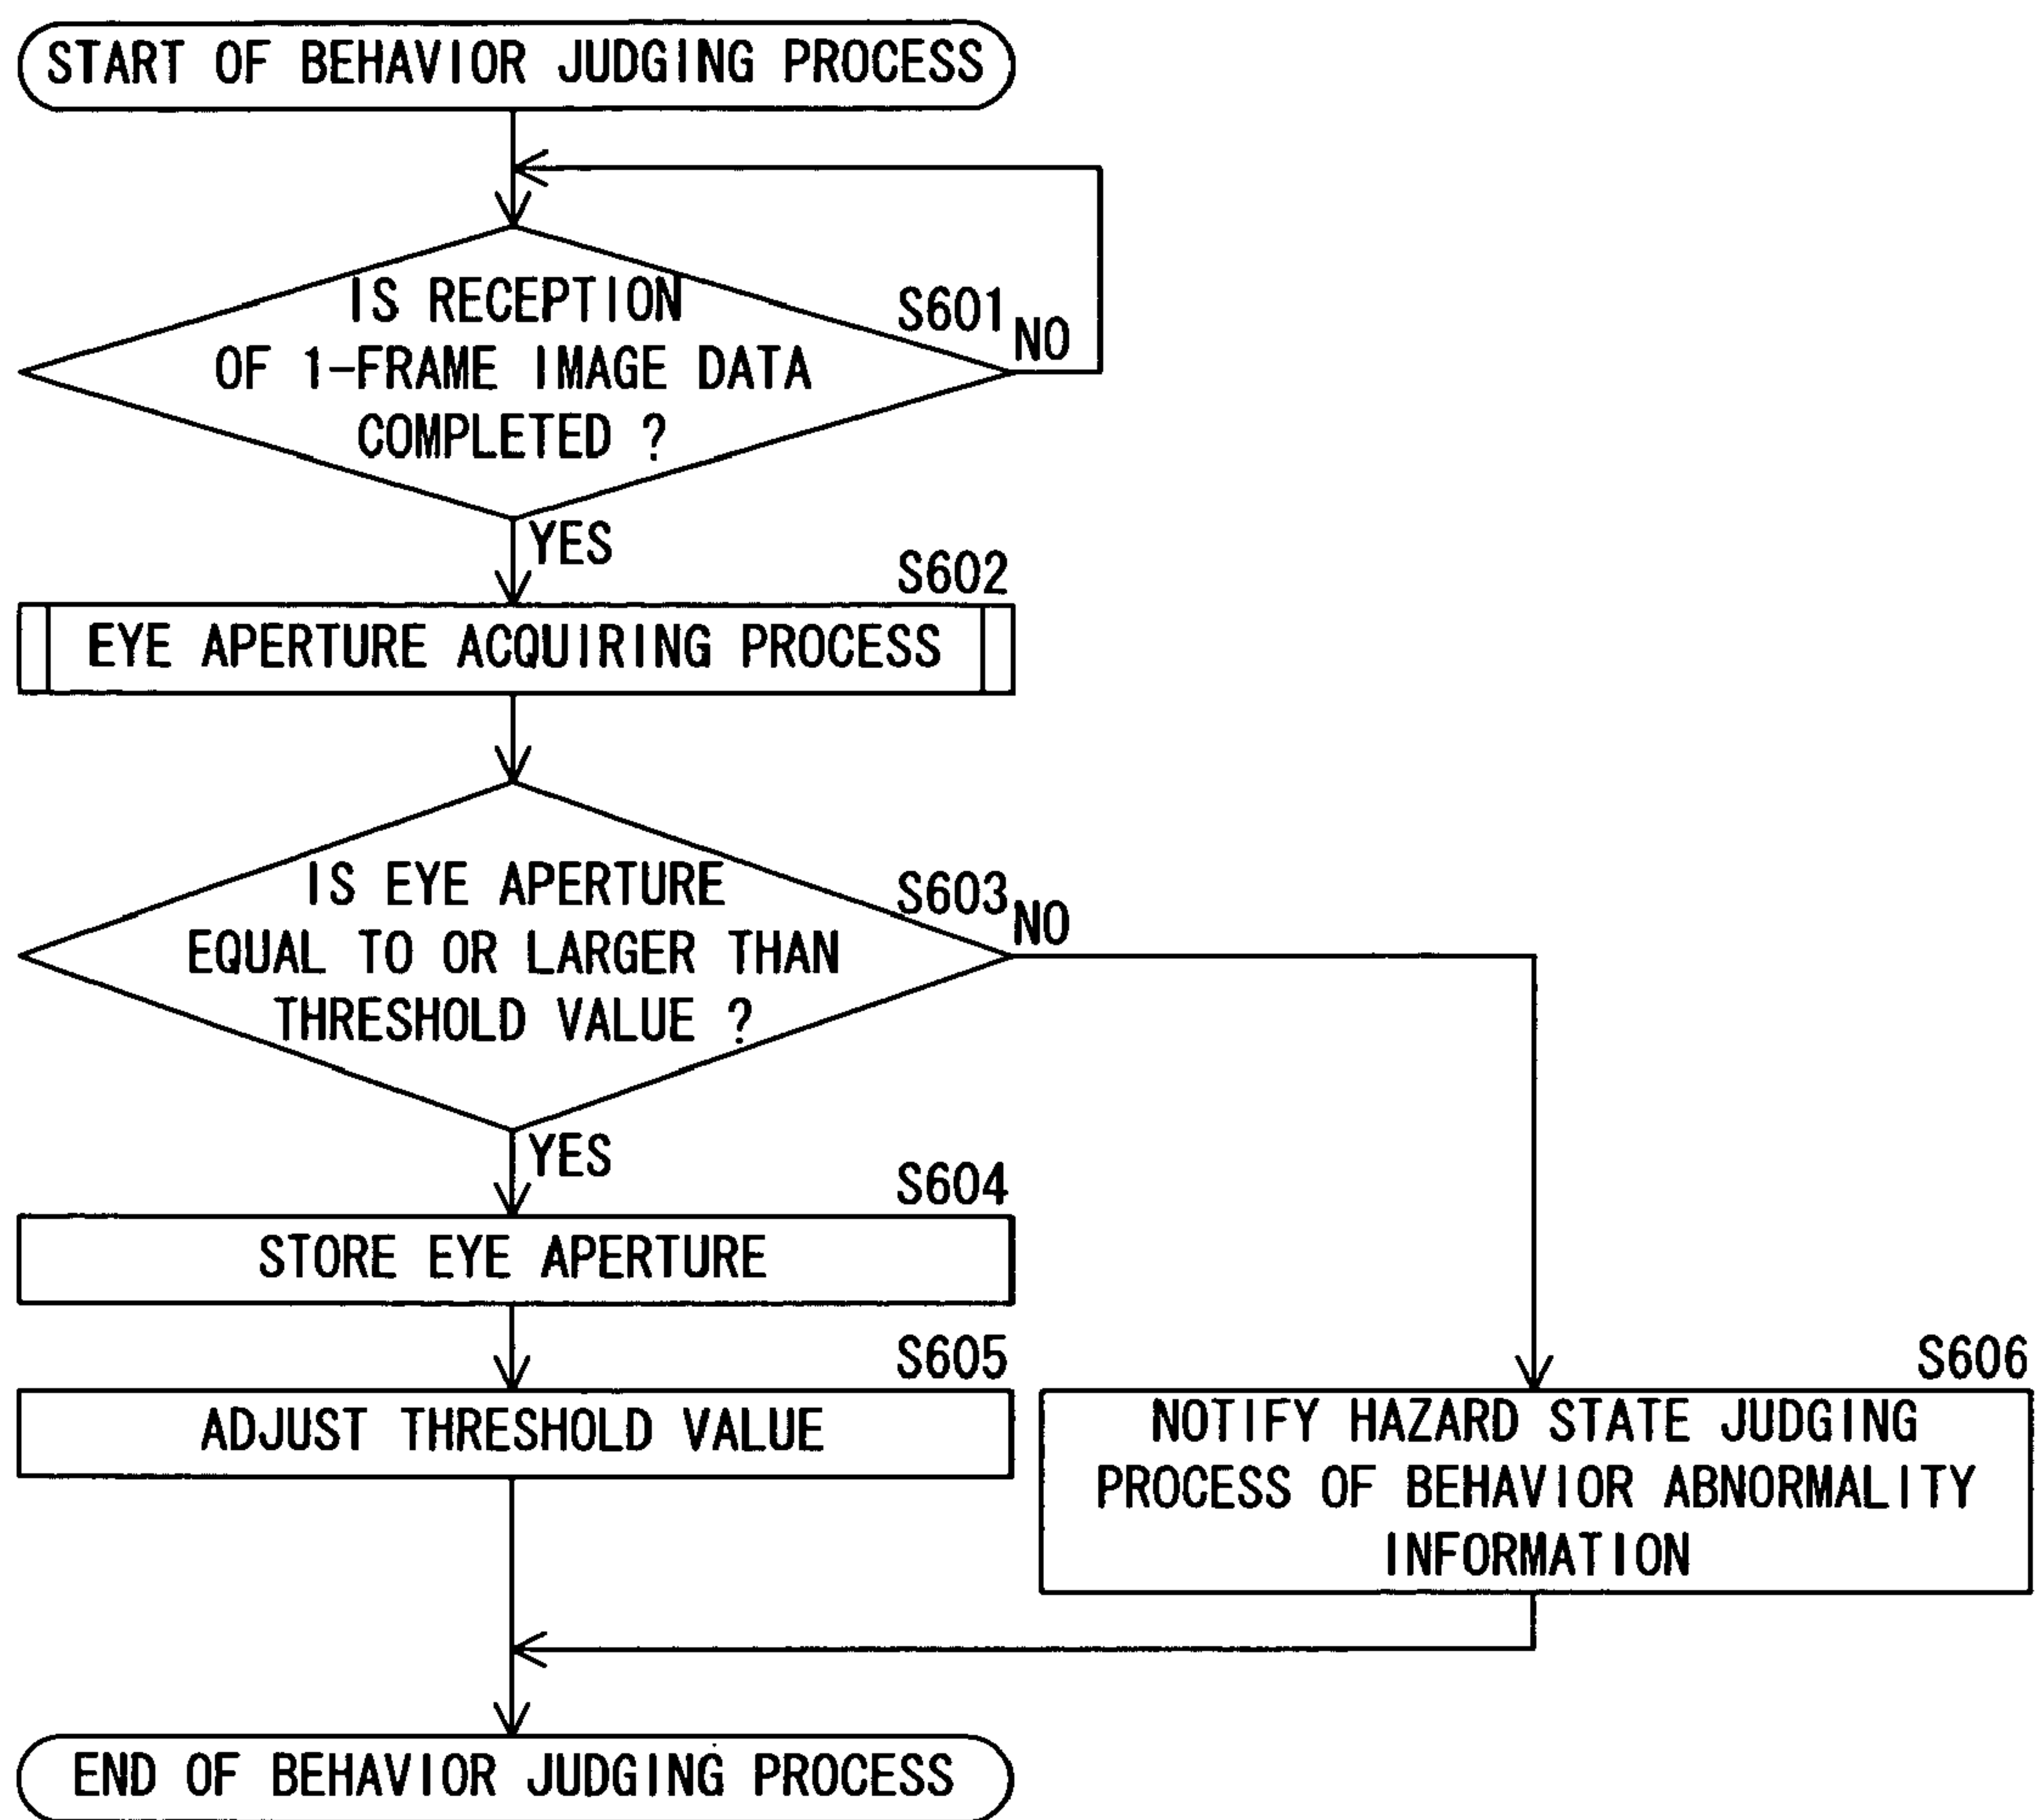 START OF BEHAVIOR JUDGING PROCESS
IS RECEPTION
OF 1-FRAME IMAGE DATA
COMPLETED ?
S601
NO
YES
S602
EYE APERTURE ACQUIRING PROCESS
IS EYE APERTURE
EQUAL TO OR LARGER THAN
THRESHOLD VALUE ?
S603
NO
YES
S604
STORE EYE APERTURE
S605
ADJUST THRESHOLD VALUE
S606
NOTIFY HAZARD STATE JUDGING
PROCESS OF BEHAVIOR ABNORMALITY
INFORMATION
END OF BEHAVIOR JUDGING PROCESS